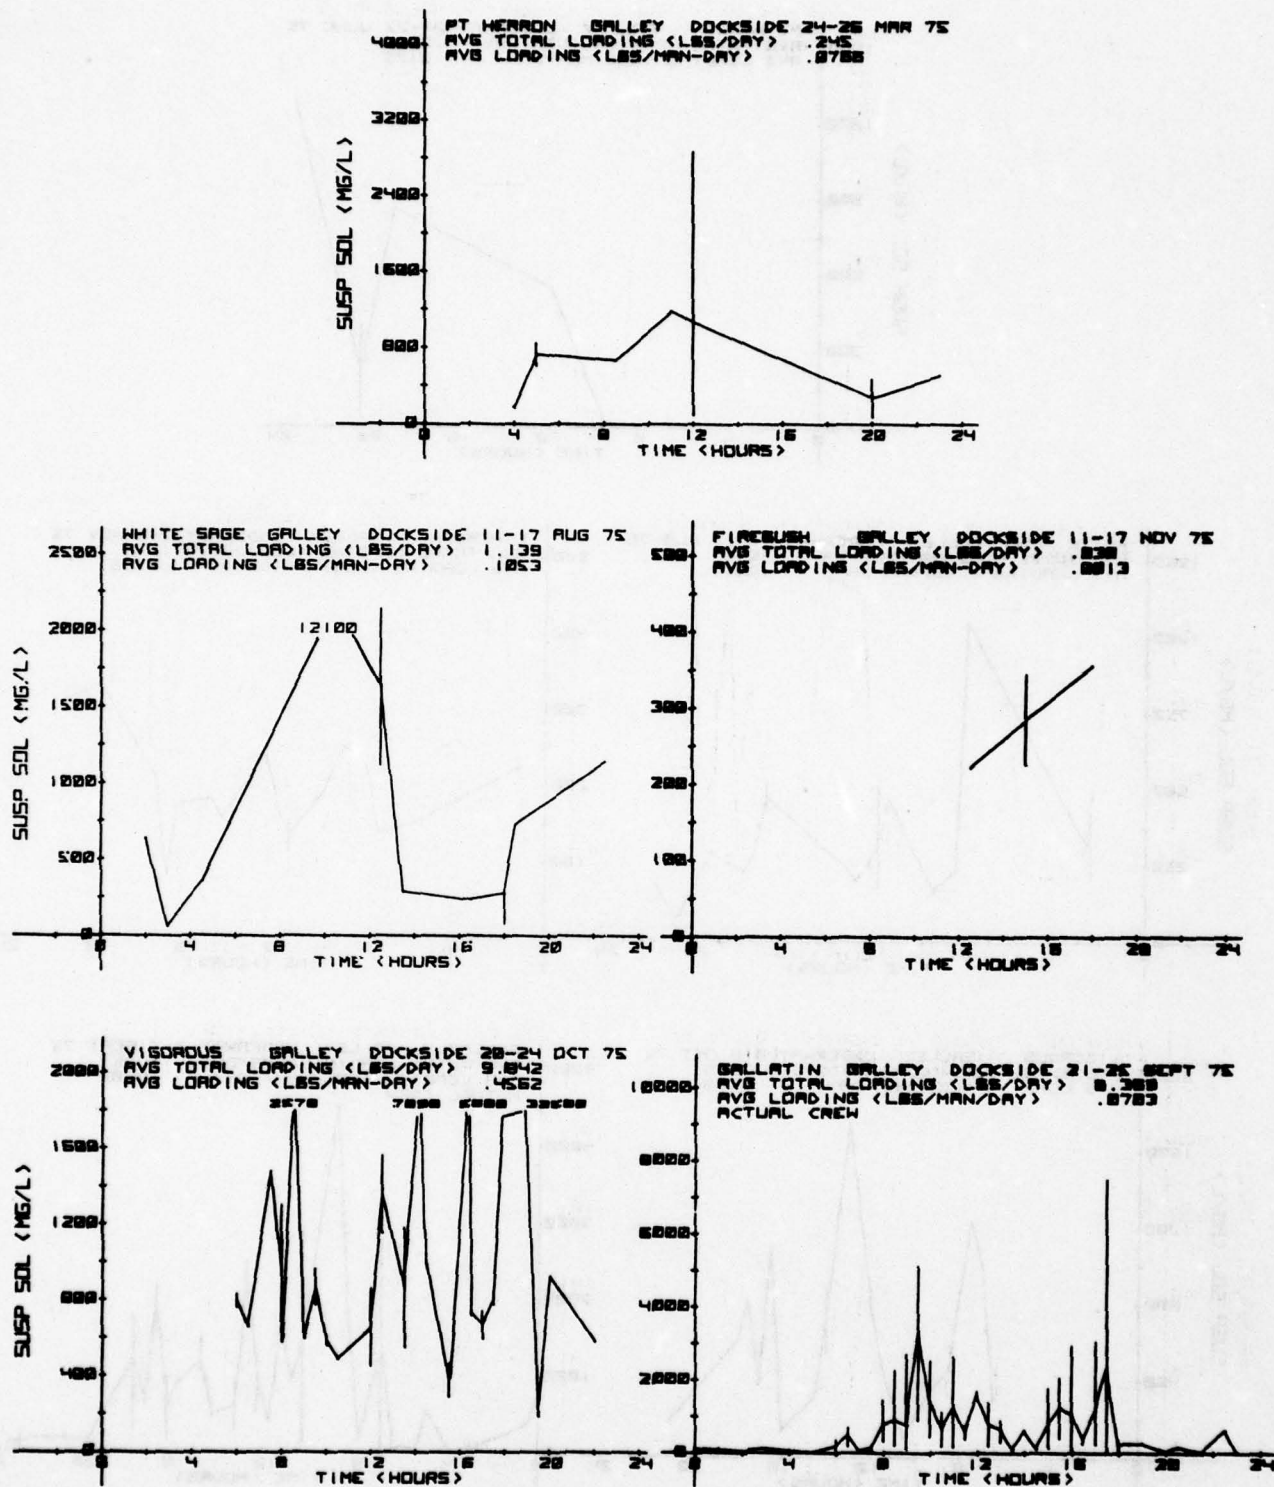 PT HERRON GALLEY DOCKSIDE 24-26 MAR 75
AVG TOTAL LOADING <LBS/DAY> .245
AVG LOADING <LBS/MAN-DAY>
4000
3200
2400
1600
800
0
SUSP SOL <MG/L>
0 4 8 12 16 20 24
TIME <HOURS>
WHITE SAGE GALLEY DOCKSIDE 11-17 AUG 75
AVG TOTAL LOADING <LBS/DAY> 1.139
AVG LOADING <LBS/MAN-DAY> .1053
2500
2000
1500
1000
500
0
12100
SUSP SOL <MG/L>
0 4 8 12 16 20 24
TIME <HOURS>
FIREBUSH GALLEY DOCKSIDE 11-17 NOV 75
AVG TOTAL LOADING <LBS/DAY>
AVG LOADING <LBS/MAN-DAY> .0013
500
400
300
200
100
0
0 4 8 12 16 20 24
TIME <HOURS>
VIGOROUS GALLEY DOCKSIDE 20-24 OCT 75
AVG TOTAL LOADING <LBS/DAY> 9.842
AVG LOADING <LBS/MAN-DAY> .4562
2000
1600
1200
800
400
0
SUSP SOL <MG/L>
0 4 8 12 16 20 24
TIME <HOURS>
GALLATIN GALLEY DOCKSIDE 21-25 SEPT 75
AVG TOTAL LOADING <LBS/DAY>
AVG LOADING <LBS/MAN/DAY> .0783
ACTUAL CREW
10000
8000
6000
4000
2000
0
0 4 8 12 16 20 24
TIME <HOURS>